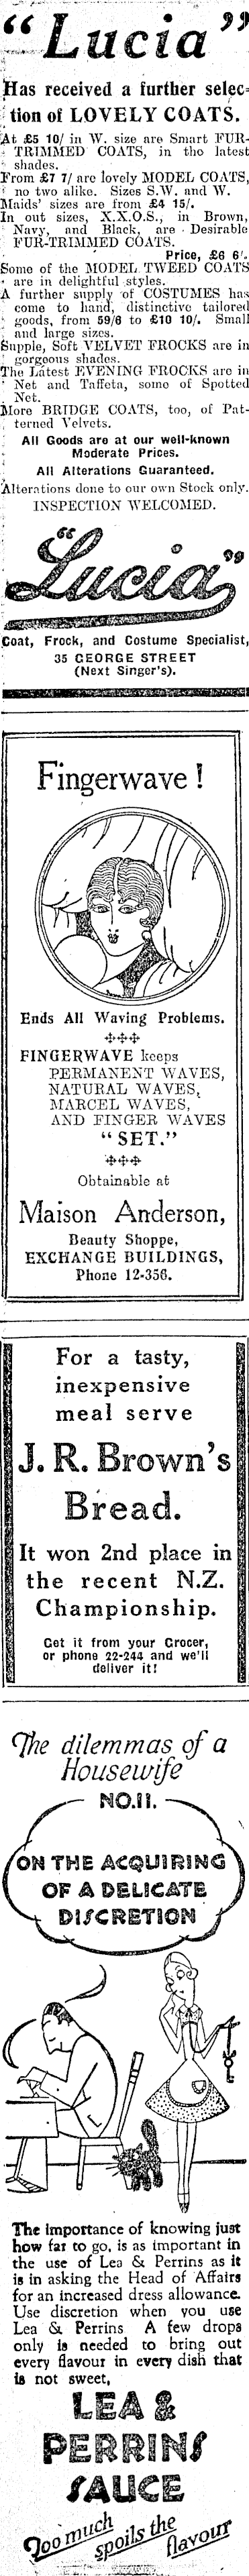 "Lucia"
Has received a further selec-
tion of LOVELY COATS.
At £5 10/ in W. size are Smart FUR-
TRIMMED COATS, in the latest
shades.
From £7 7/ are lovely MODEL COATS,
no two alike. Sizes S.W. and W.
Maids' sizes are from £4 15/.
In out sizes, X.X.O.S., in Brown,
Navy, and Black, are Desirable
FUR-TRIMMED COATS.
Price, £6 6/.
Some of the MODEL TWEED COATS
are in delightful styles.
A further supply of COSTUMES has
come to hand, distinctive tailored
goods, from 59/6 to £10 10/. Small
and large sizes.
Supple, Soft VELVET FROCKS are in
gorgeous shades.
The Latest EVENING FROCKS are in
Net and Taffeta, some of Spotted
Net.
More BRIDGE COATS, too, of Pat-
terned Velvets.
All Goods are at our well-known
Moderate Prices.
All Alterations Guaranteed.
Alterations done to our own Stock only.
INSPECTION WELCOMED.
"Lucia"
Coat, Frock, and Costume Specialist,
35 GEORGE STREET
(Next Singer's).
Fingerwave!
Ends All Waving Problems.
FINGERWAVE keeps
PERMANENT WAVES,
NATURAL WAVES,
MARCEL WAVES,
AND FINGER WAVES
"SET."
Obtainable at
Maison Anderson,
Beauty Shoppe,
EXCHANGE BUILDINGS,
Phone 12-356.
For a tasty,
inexpensive
meal serve
J. R. Brown's
Bread.
It won 2nd place in
the recent N.Z.
Championship.
Get it from your Grocer,
or phone 22-244 and we'll
deliver it!
The dilemmas of a
Housewife
NO.11.
ON THE ACQUIRING
OF A DELICATE
DISCRETION
The importance of knowing just
how far to go, is as important in
the use of Lea & Perrins as it
is in asking the Head of Affairs
for an increased dress allowance.
Use discretion when you use
Lea & Perrins A few drops
only is needed to bring out
every flavour in every dish that
is not sweet,
LEA &
PERRINS
SAUCE
Too much
spoils the
flavour